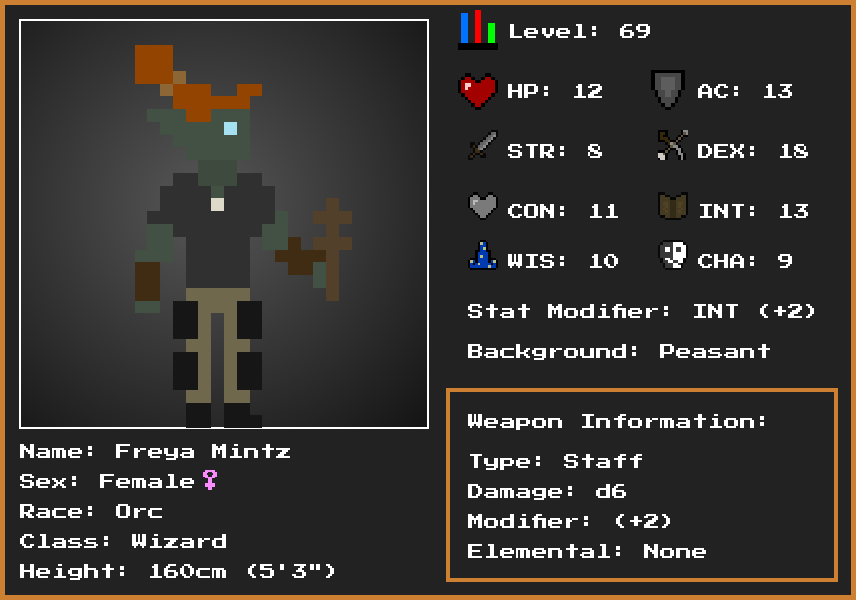 Level: 69
HP: 12 AC: 13
STR: 8 DEX: 18
CON: 11 INT: 13
WIS: 10 CHA: 9
Stat Modifier: INT (+2)
Background: Peasant
Weapon Information:
Type: Staff
Damage: d6
Modifier: (+2)
Elemental: None
Name: Freya Mintz
Sex: Female♀
Race: Orc
Class: Wizard
Height: 160cm (5'3")